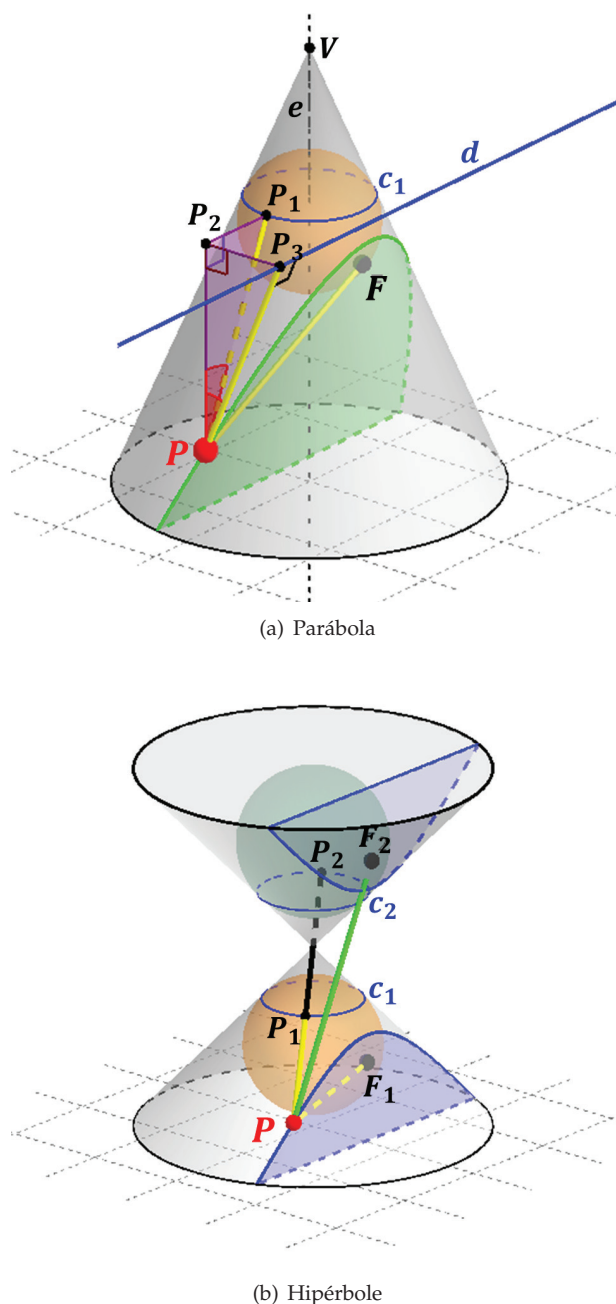 V
e
d
c₁
P₁
P₂
P₃
F
P
(a) Parábola
F₂
P₂
c₂
c₁
P₁
F₁
P
(b) Hipérbole